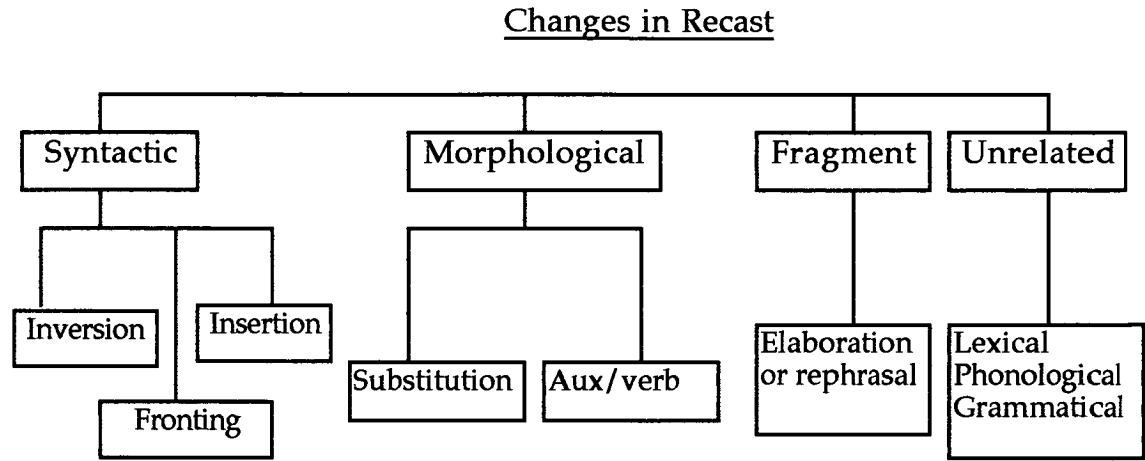 Changes in Recast
Syntactic
Morphological
Fragment
Unrelated
Inversion
Insertion
Fronting
Substitution
Aux/verb
Elaboration
or rephrasal
Lexical
Phonological
Grammatical